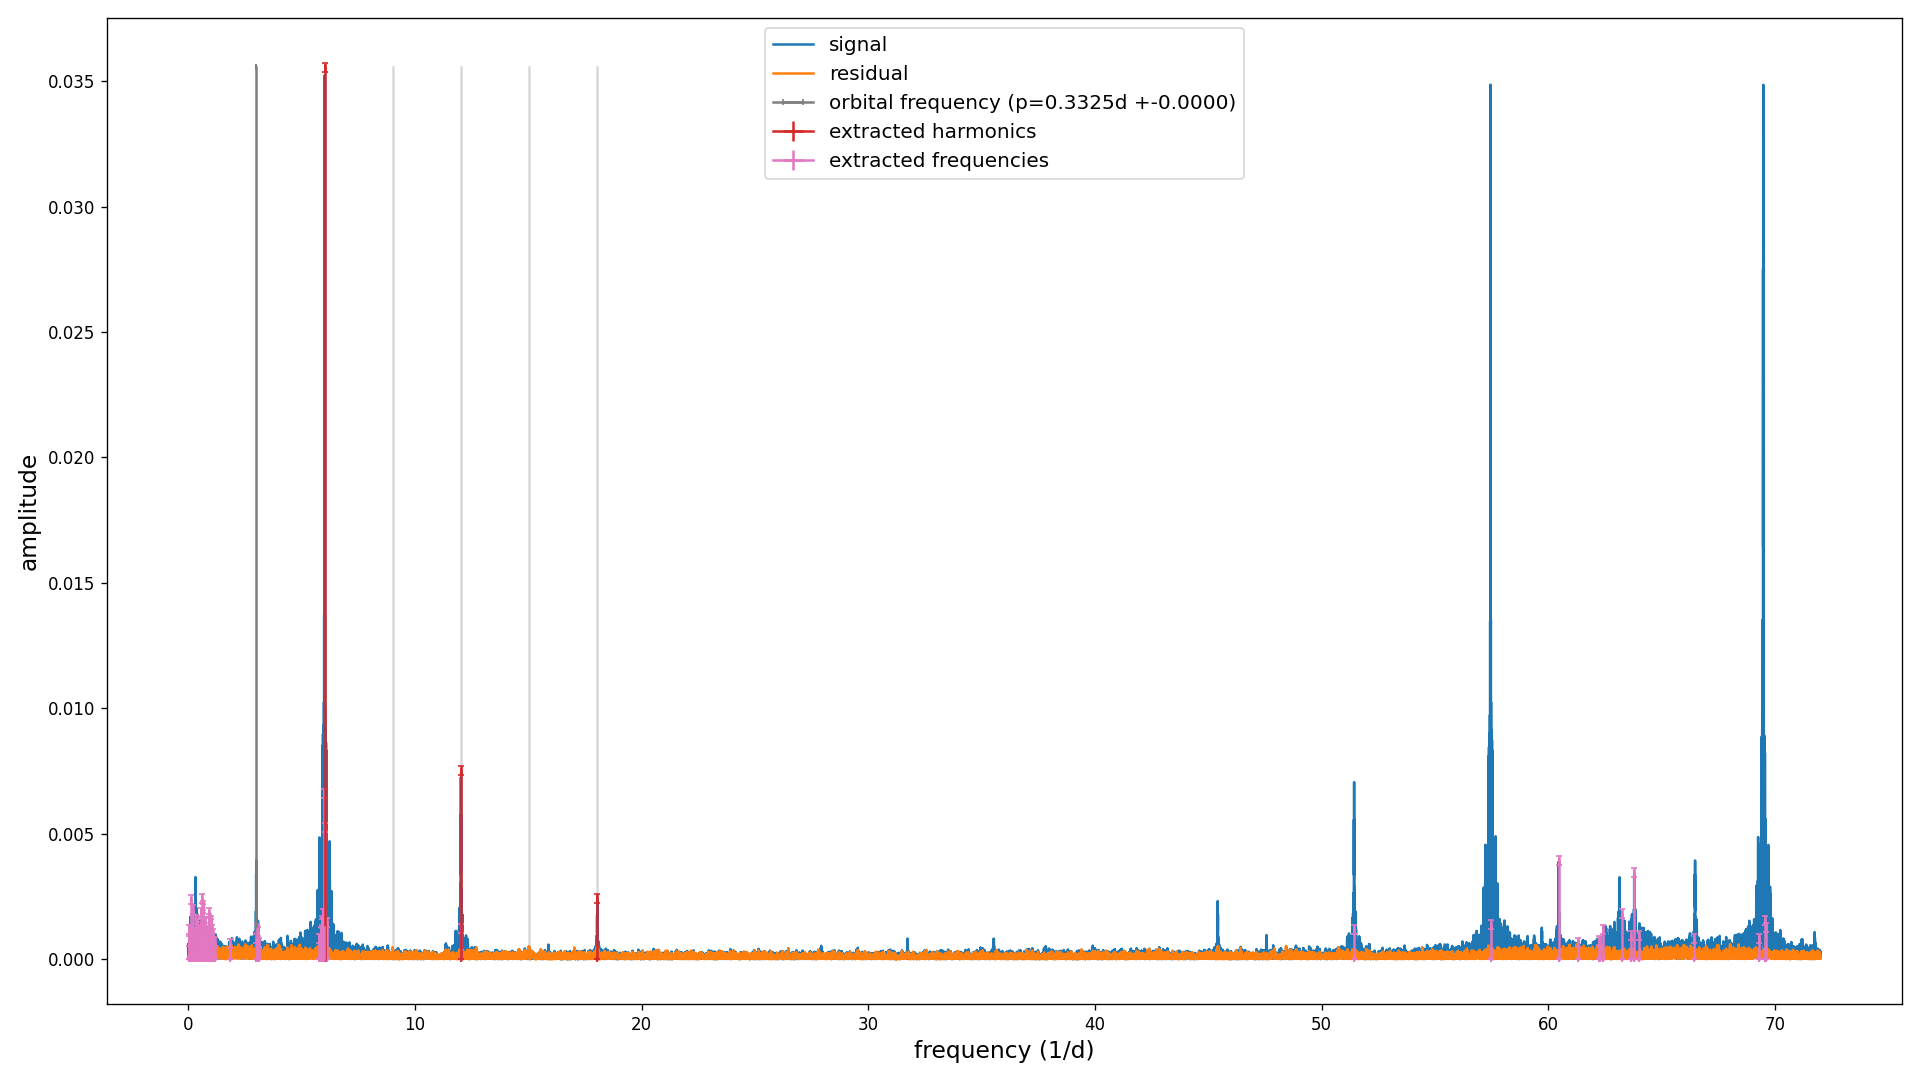 signal
residual
orbital frequency (p=0.3325d +-0.0000)
extracted harmonics
extracted frequencies
0.035
0.030
0.025
0.020
0.015
0.010
0.005
0.000
amplitude
0 10 20 30 40 50 60 70
frequency (1/d)